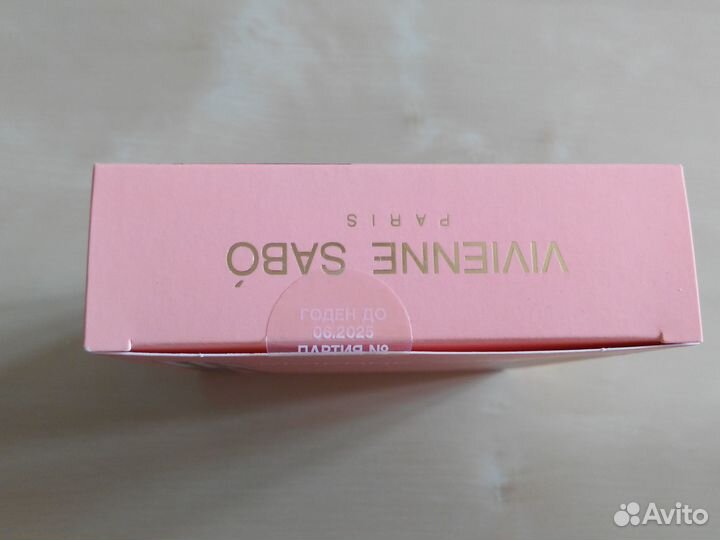 VIVIENNE SABÓ
PARIS
ГОДЕН ДО
06.2025
ПАРТИЯ №
Avito